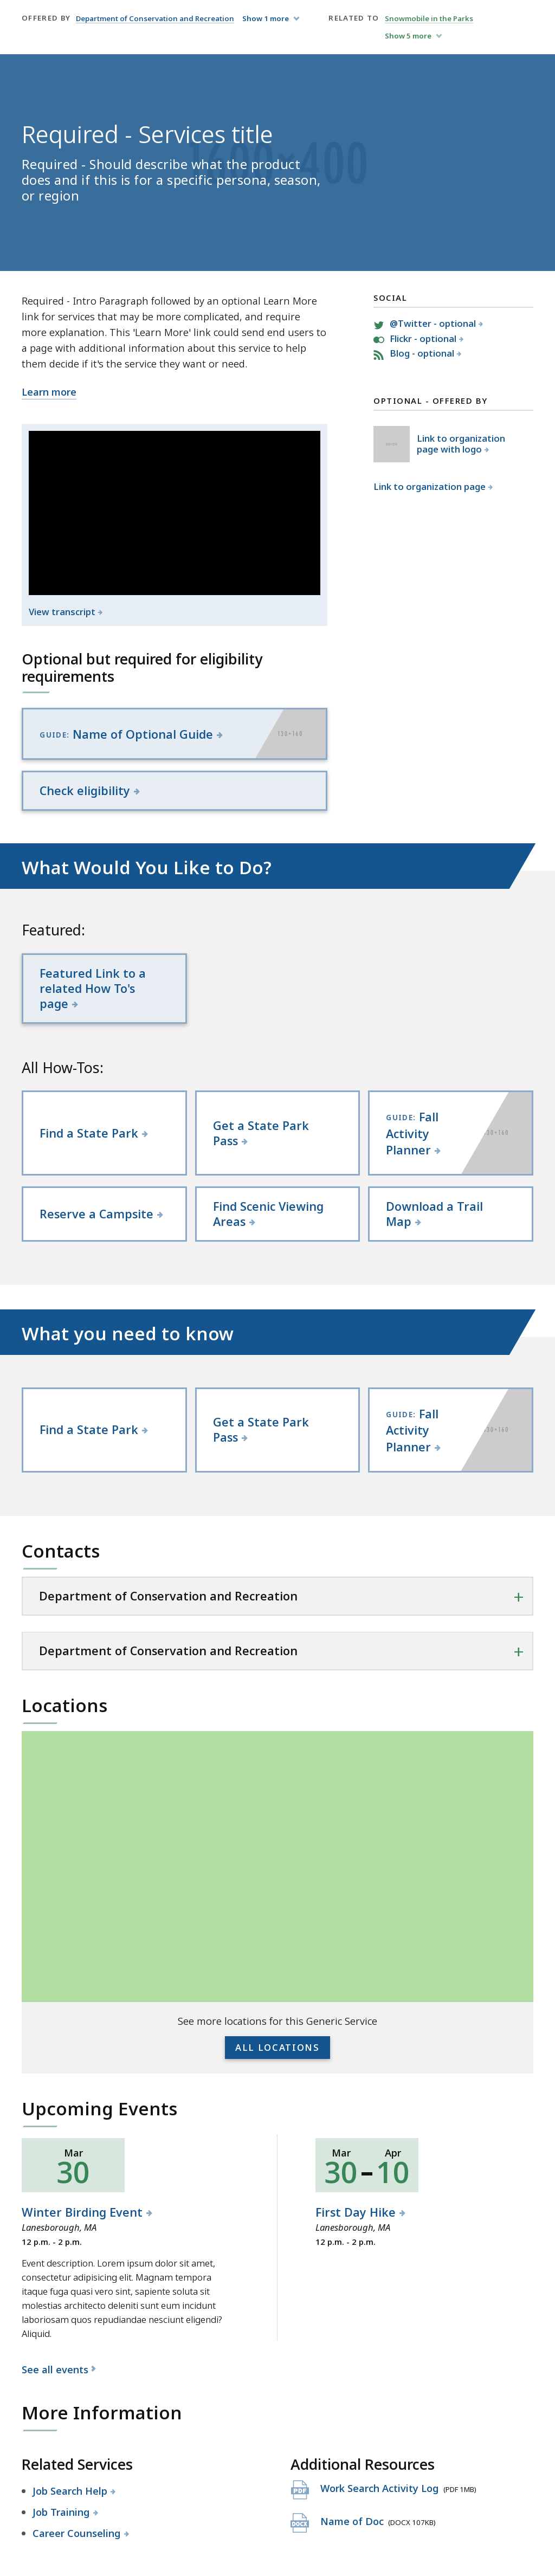 OFFERED BY Department of Conservation and Recreation Show 1 more
RELATED TO Snowmobile in the Parks
Show 5 more
Required - Services title
Required - Should describe what the product
does and if this is for a specific persona, season,
or region
Required - Intro Paragraph followed by an optional Learn More
link for services that may be more complicated, and require
more explanation. This 'Learn More' link could send end users to
a page with additional information about this service to help
them decide if it's the service they want or need.
Learn more
View transcript
SOCIAL
@Twitter - optional
Flickr - optional
Blog - optional
OPTIONAL - OFFERED BY
Link to organization
page with logo
Link to organization page
Optional but required for eligibility
requirements
GUIDE: Name of Optional Guide
Check eligibility
What Would You Like to Do?
Featured:
Featured Link to a
related How To's
page
All How-Tos:
Find a State Park
Get a State Park
Pass
GUIDE: Fall
Activity
Planner
Reserve a Campsite
Find Scenic Viewing
Areas
Download a Trail
Map
What you need to know
Find a State Park
Get a State Park
Pass
GUIDE: Fall
Activity
Planner
Contacts
Department of Conservation and Recreation
Department of Conservation and Recreation
Locations
See more locations for this Generic Service
ALL LOCATIONS
Upcoming Events
Mar
30
Winter Birding Event
Lanesborough, MA
12 p.m. - 2 p.m.
Event description. Lorem ipsum dolor sit amet,
consectetur adipisicing elit. Magnam tempora
itaque fuga quasi vero sint, sapiente soluta sit
molestias architecto deleniti sunt eum incidunt
laboriosam quos repudiandae nesciunt eligendi?
Aliquid.
Mar Apr
30 – 10
First Day Hike
Lanesborough, MA
12 p.m. - 2 p.m.
See all events
More Information
Related Services
Job Search Help
Job Training
Career Counseling
Additional Resources
PDF Work Search Activity Log (PDF 1MB)
DOCX Name of Doc (DOCX 107KB)